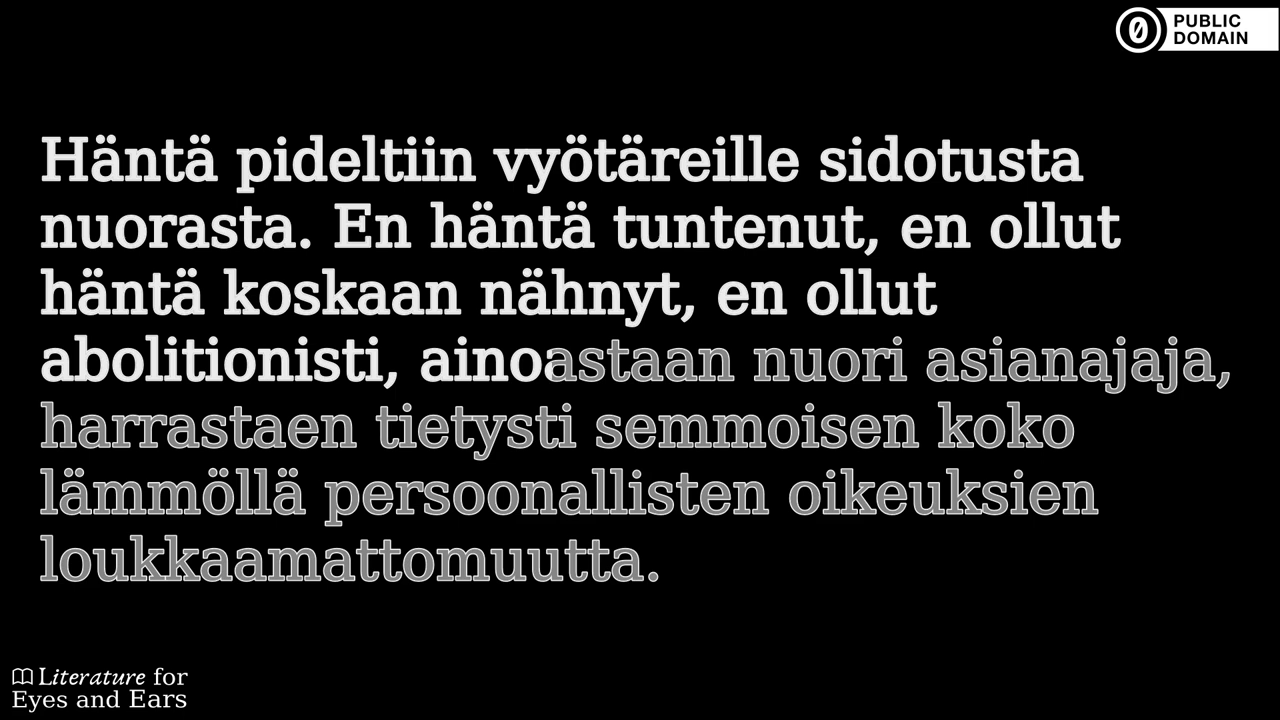 PUBLIC
DOMAIN
Häntä pideltiin vyötäreille sidotusta
nuorasta. En häntä tuntenut, en ollut
häntä koskaan nähnyt, en ollut
abolitionisti, ainoastaan nuori asianajaja,
harrastaen tietysti semmoisen koko
lämmöllä persoonallisten oikeuksien
loukkaamattomuutta.
Literature for
Eyes and Ears